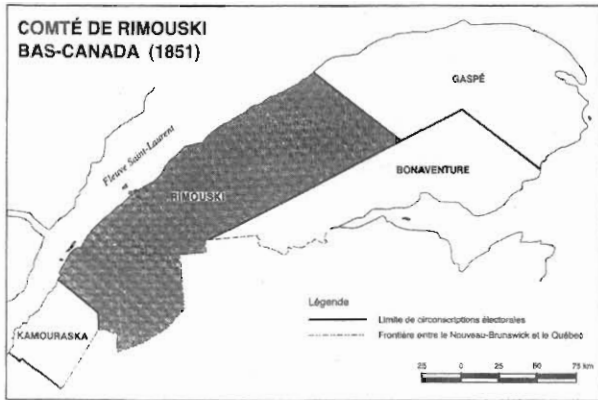 COMTÉ DE RIMOUSKI
BAS-CANADA (1851)
GASPÉ
Fleuve Saint-Laurent
BONAVENTURE
RIMOUSKI
Légende
Limite de circonscriptions électorales
KAMOURASKA
Frontière entre le Nouveau-Brunswick et le Québec
25 0 25 50 75 km